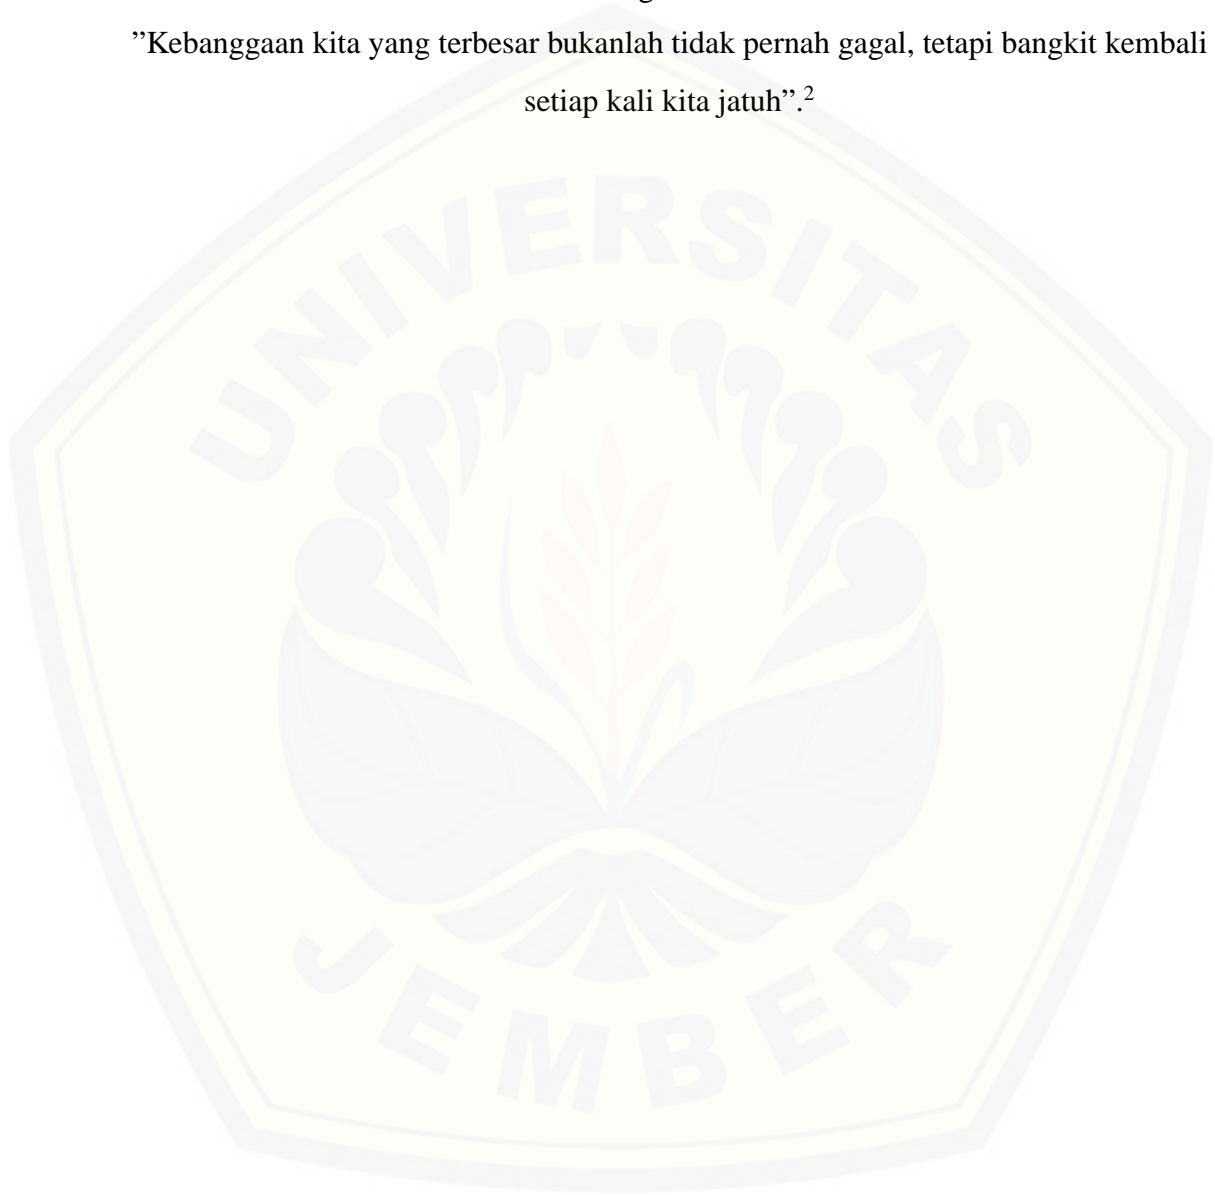 ”Kebanggaan kita yang terbesar bukanlah tidak pernah gagal, tetapi bangkit kembali
setiap kali kita jatuh”.²
UNIVERSITAS
JEMBER